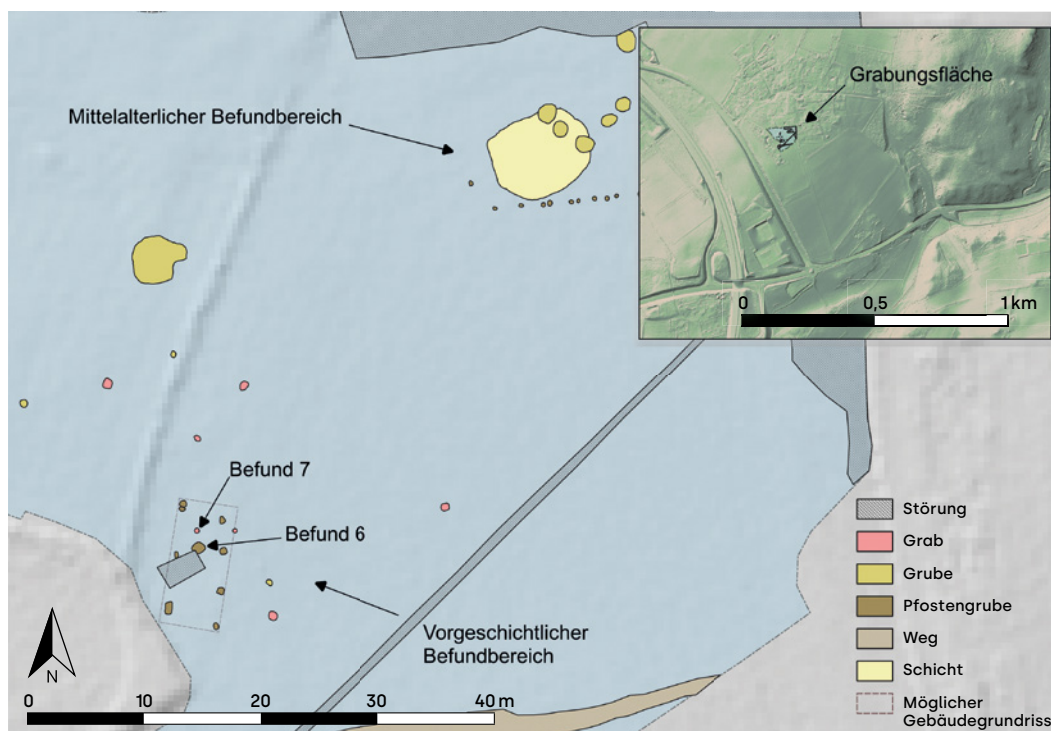 Mittelalterlicher Befundbereich
Grabungsfläche
0 0,5 1 km
Befund 7
Befund 6
Vorgeschichtlicher
Befundbereich
N
0 10 20 30 40 m
Störung
Grab
Grube
Pfostengrube
Weg
Schicht
Möglicher
Gebäudegrundriss